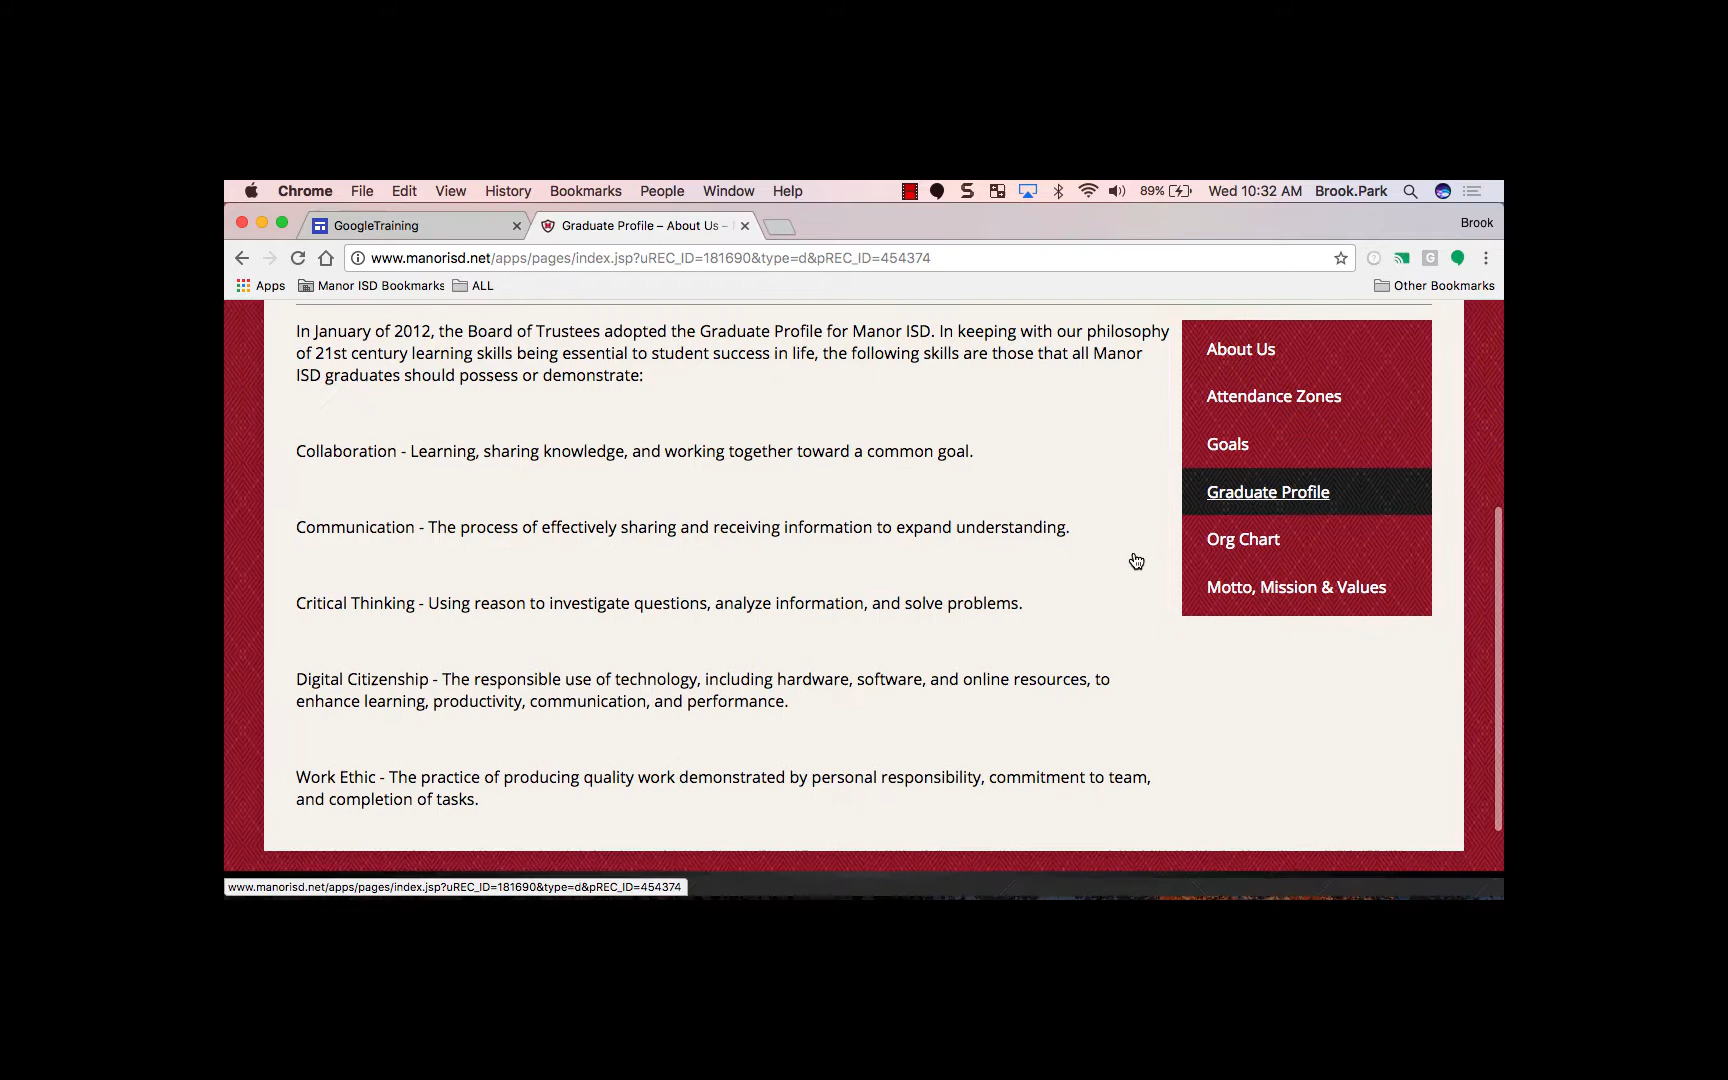 Chrome File Edit View History Bookmarks People Window Help 89% Wed 10:32 AM Brook.Park
GoogleTraining Graduate Profile – About Us – Brook
www.manorisd.net/apps/pages/index.jsp?uREC_ID=181690&type=d&pREC_ID=454374
Apps Manor ISD Bookmarks ALL Other Bookmarks
In January of 2012, the Board of Trustees adopted the Graduate Profile for Manor ISD. In keeping with our philosophy
of 21st century learning skills being essential to student success in life, the following skills are those that all Manor
ISD graduates should possess or demonstrate:
Collaboration - Learning, sharing knowledge, and working together toward a common goal.
Communication - The process of effectively sharing and receiving information to expand understanding.
Critical Thinking - Using reason to investigate questions, analyze information, and solve problems.
Digital Citizenship - The responsible use of technology, including hardware, software, and online resources, to
enhance learning, productivity, communication, and performance.
Work Ethic - The practice of producing quality work demonstrated by personal responsibility, commitment to team,
and completion of tasks.
About Us
Attendance Zones
Goals
Graduate Profile
Org Chart
Motto, Mission & Values
www.manorisd.net/apps/pages/index.jsp?uREC_ID=181690&type=d&pREC_ID=454374